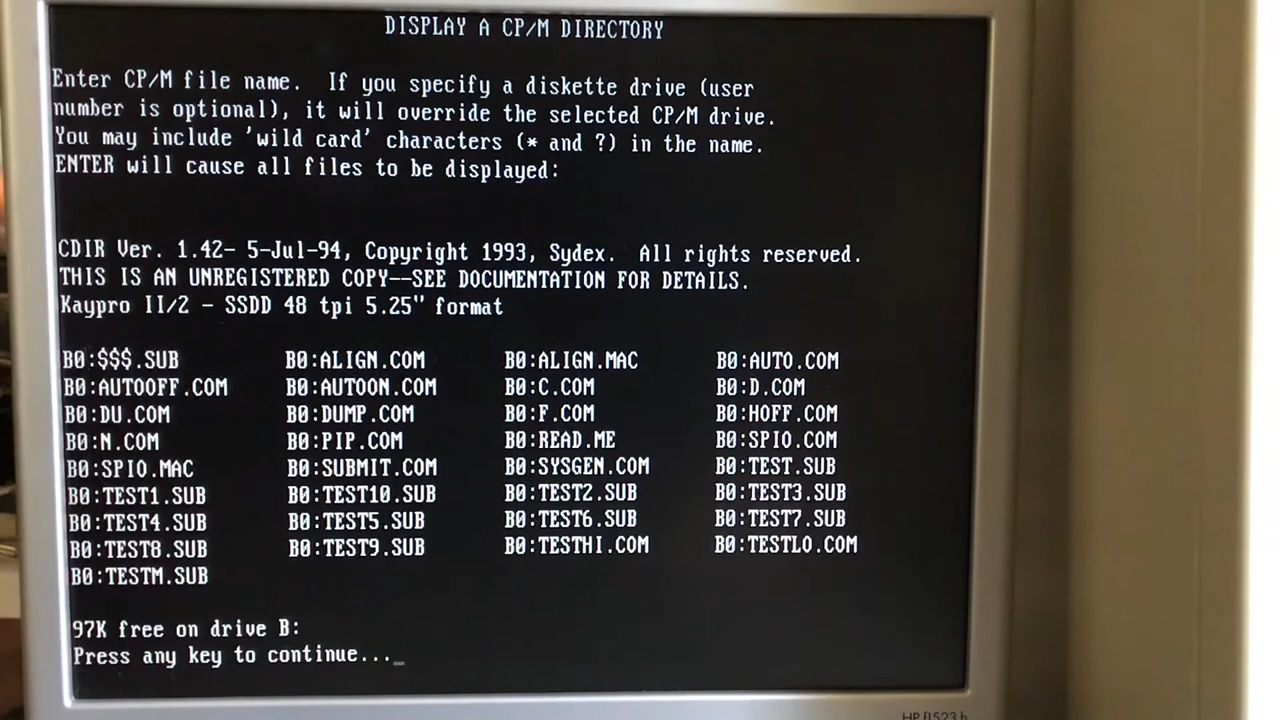 DISPLAY A CP/M DIRECTORY
Enter CP/M file name.  If you specify a diskette drive (user
number is optional), it will override the selected CP/M drive.
You may include 'wild card' characters (* and ?) in the name.
ENTER will cause all files to be displayed:
CDIR Ver. 1.42- 5-Jul-94, Copyright 1993, Sydex.  All rights reserved.
THIS IS AN UNREGISTERED COPY--SEE DOCUMENTATION FOR DETAILS.
Kaypro II/2 - SSDD 48 tpi 5.25" format
B0:$$$.SUB B0:ALIGN.COM B0:ALIGN.MAC B0:AUTO.COM
B0:AUTOOFF.COM B0:AUTOON.COM B0:C.COM B0:D.COM
B0:DU.COM B0:DUMP.COM B0:F.COM B0:HOFF.COM
B0:N.COM B0:PIP.COM B0:READ.ME B0:SPIO.COM
B0:SPIO.MAC B0:SUBMIT.COM B0:SYSGEN.COM B0:TEST.SUB
B0:TEST1.SUB B0:TEST10.SUB B0:TEST2.SUB B0:TEST3.SUB
B0:TEST4.SUB B0:TEST5.SUB B0:TEST6.SUB B0:TEST7.SUB
B0:TEST8.SUB B0:TEST9.SUB B0:TESTHI.COM B0:TESTLO.COM
B0:TESTM.SUB
97K free on drive B:
Press any key to continue..._
HP f1523